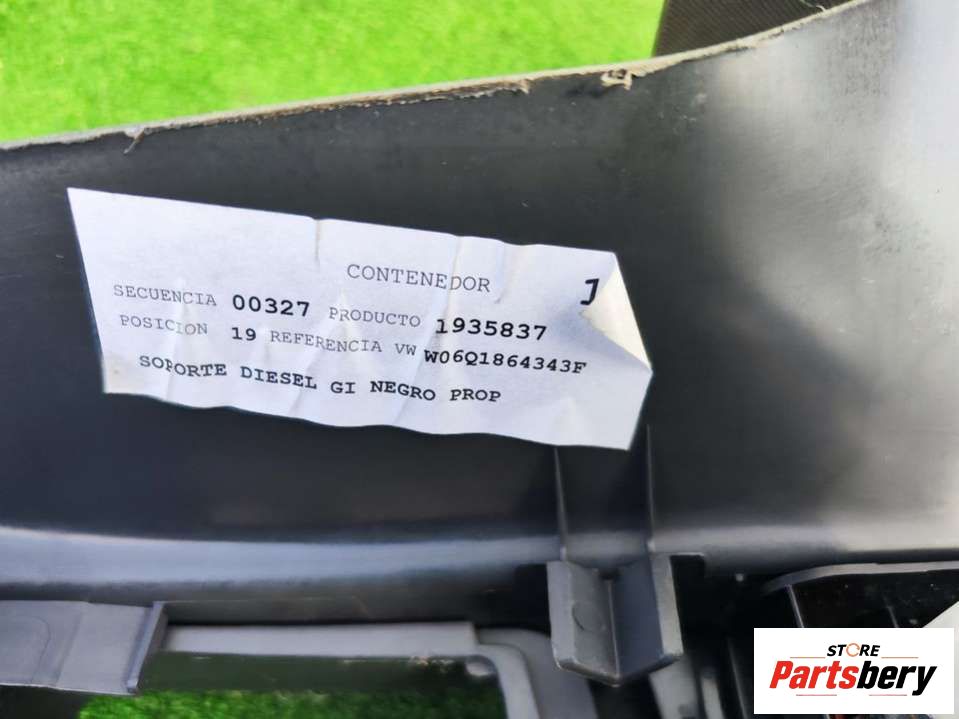 CONTENEDOR
SECUENCIA 00327 PRODUCTO 1935837
POSICION 19 REFERENCIA VW W06Q1864343F
SOPORTE DIESEL GI NEGRO PROP
STORE
Partsbery